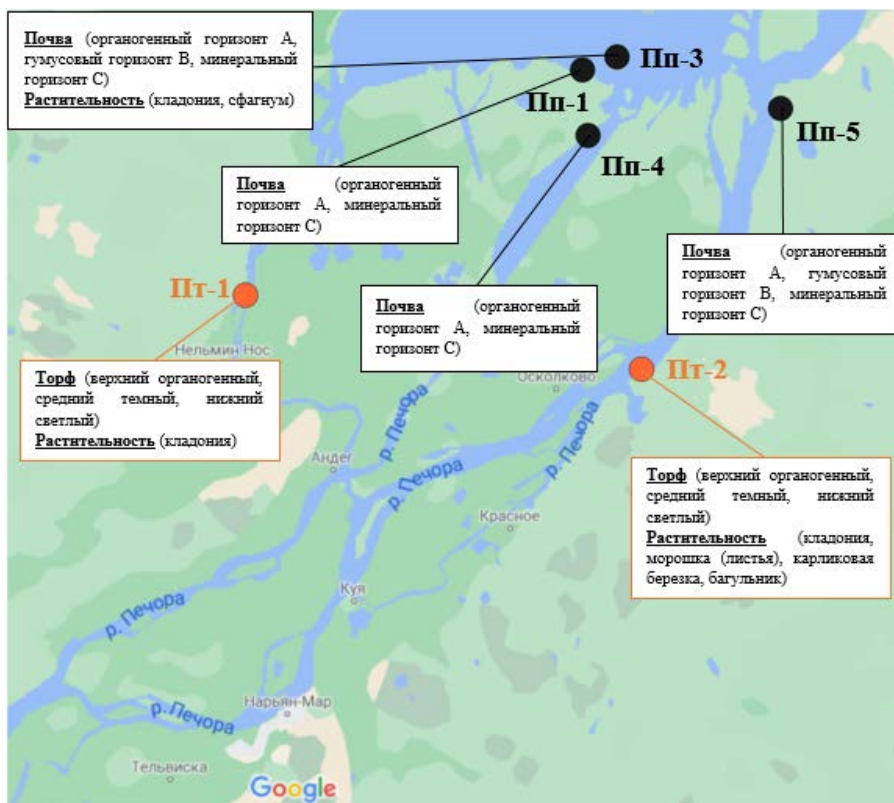 Почва (органогенный горизонт А,
гумусовый горизонт В, минеральный
горизонт С)
Растительность (кладония, сфагнум)
Пп-3
Пп-1
Пп-5
Пп-4
Почва (органогенный
горизонт А, минеральный
горизонт С)
Почва (органогенный
горизонт А, гумусовый
горизонт В, минеральный
горизонт С)
Пт-1
Почва (органогенный
горизонт А, минеральный
горизонт С)
Нельмин Нос
Торф (верхний органогенный,
средний темный, нижний
светлый)
Растительность (кладония)
Осколково
Пт-2
р. Печора
Андег
р. Печора
р. Печора
Торф (верхний органогенный,
средний темный, нижний
светлый)
Растительность (кладония,
морошка (листья), карликовая
березка, багульник)
Красное
Куя
р. Печора
Нарьян-Мар
р. Печора
Тельвиска
Google